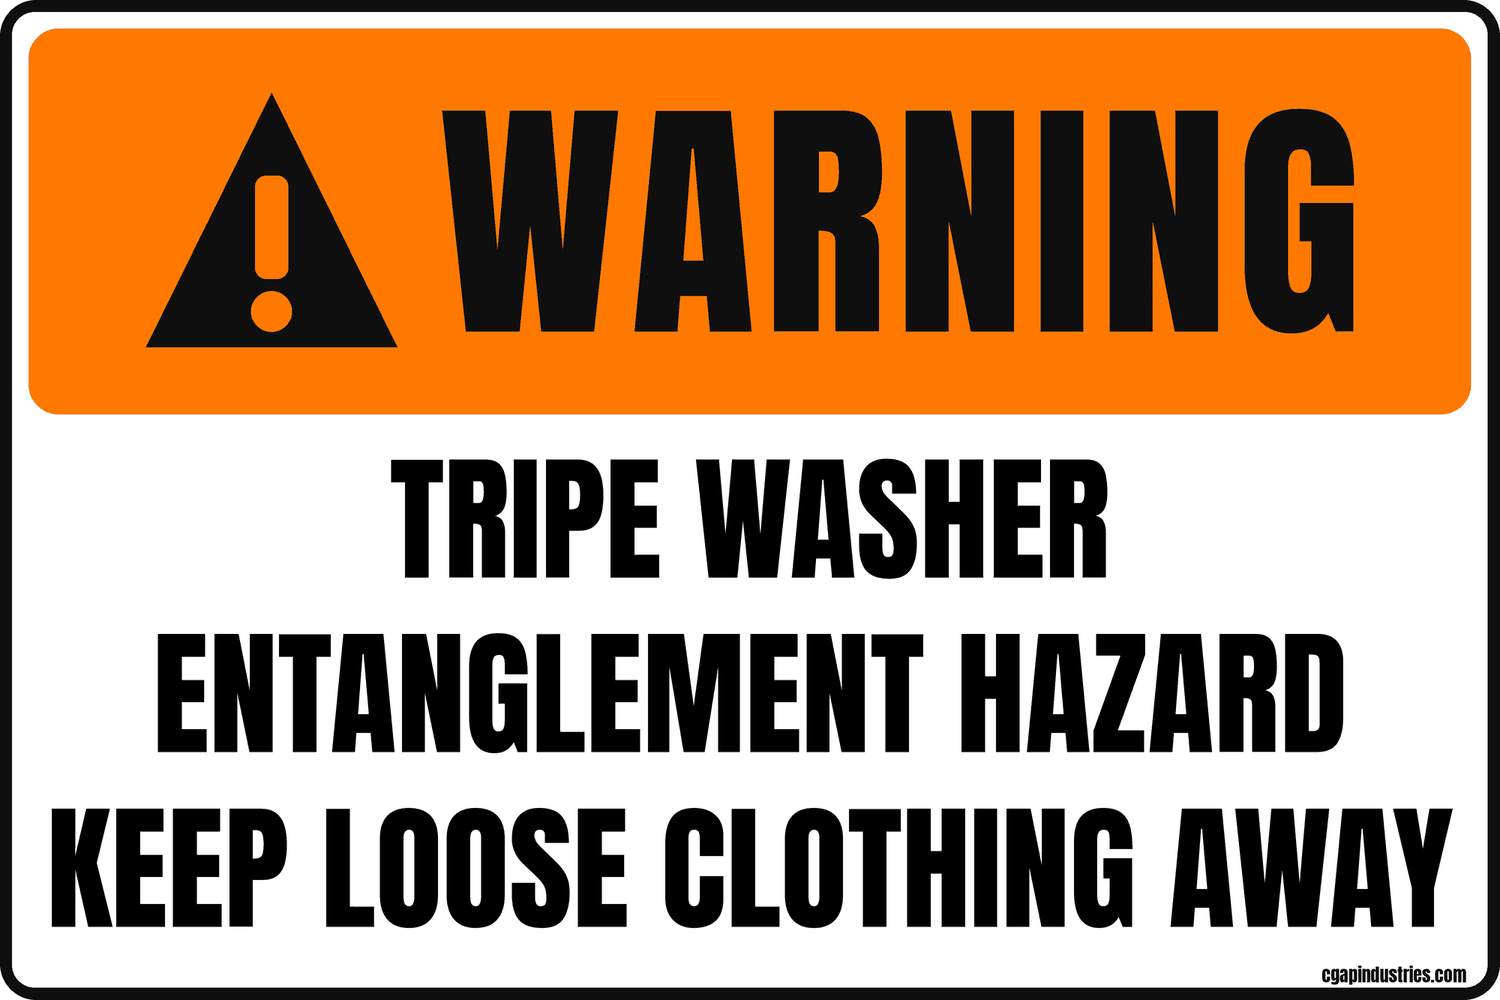 WARNING
TRIPE WASHER
ENTANGLEMENT HAZARD
KEEP LOOSE CLOTHING AWAY
cgapindustries.com